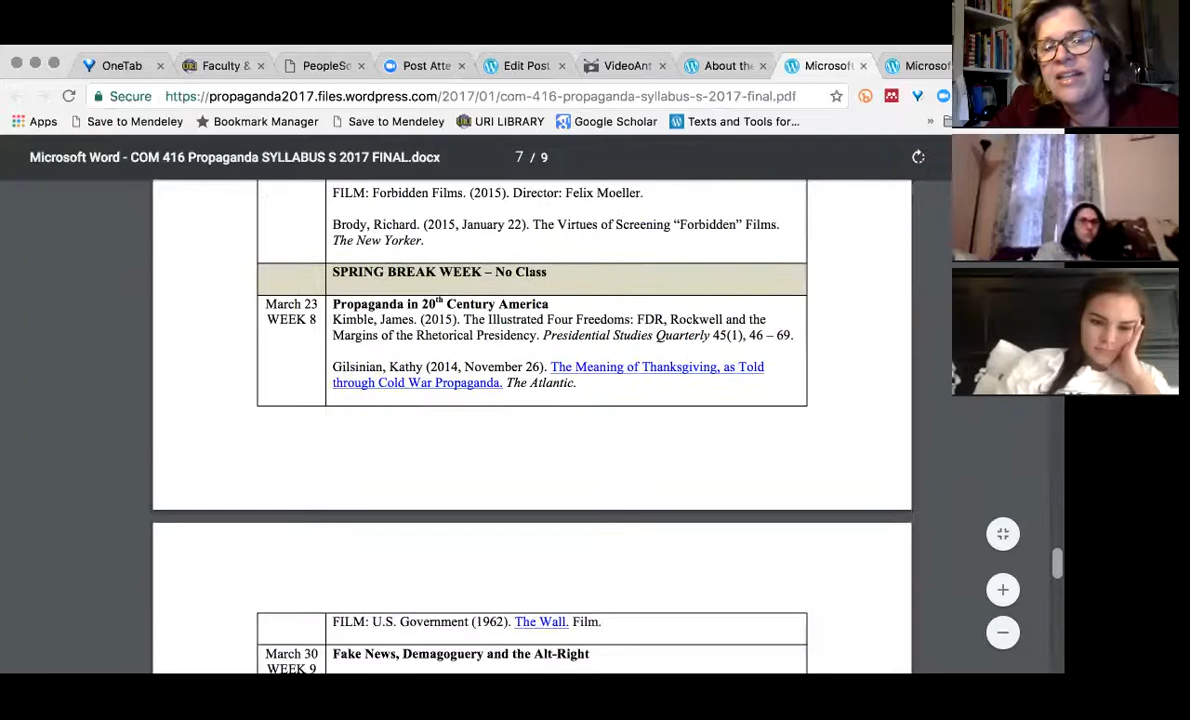 OneTab
Faculty &
PeopleSo
Post Atte
Edit Post
VideoAnt
About the
Microsof
Microsof
Secure
https://propaganda2017.files.wordpress.com/2017/01/com-416-propaganda-syllabus-s-2017-final.pdf
Apps
Save to Mendeley
Bookmark Manager
Save to Mendeley
URI LIBRARY
Google Scholar
Texts and Tools for...
»
Microsoft Word - COM 416 Propaganda SYLLABUS S 2017 FINAL.docx
7 / 9
FILM: Forbidden Films. (2015). Director: Felix Moeller.
Brody, Richard. (2015, January 22). The Virtues of Screening “Forbidden” Films.
The New Yorker.
SPRING BREAK WEEK – No Class
March 23
WEEK 8
Propaganda in 20th Century America
Kimble, James. (2015). The Illustrated Four Freedoms: FDR, Rockwell and the
Margins of the Rhetorical Presidency. Presidential Studies Quarterly 45(1), 46 – 69.
Gilsinian, Kathy (2014, November 26). The Meaning of Thanksgiving, as Told
through Cold War Propaganda. The Atlantic.
FILM: U.S. Government (1962). The Wall. Film.
March 30
WEEK 9
Fake News, Demagoguery and the Alt-Right